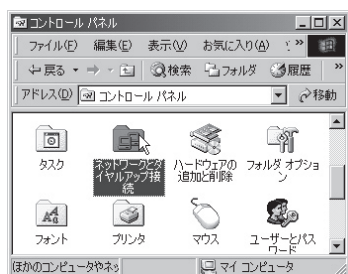 コントロール パネル
ファイル(F) 編集(E) 表示(V) お気に入り(A) »
戻る 検索 フォルダ 履歴 »
アドレス(D) コントロール パネル 移動
タスク
ネットワークとダイヤルアップ接続
ハードウェアの追加と削除
フォルダ オプション
フォント
プリンタ
マウス
ユーザーとパスワード
ほかのコンピュータやネッ
マイ コンピュータ